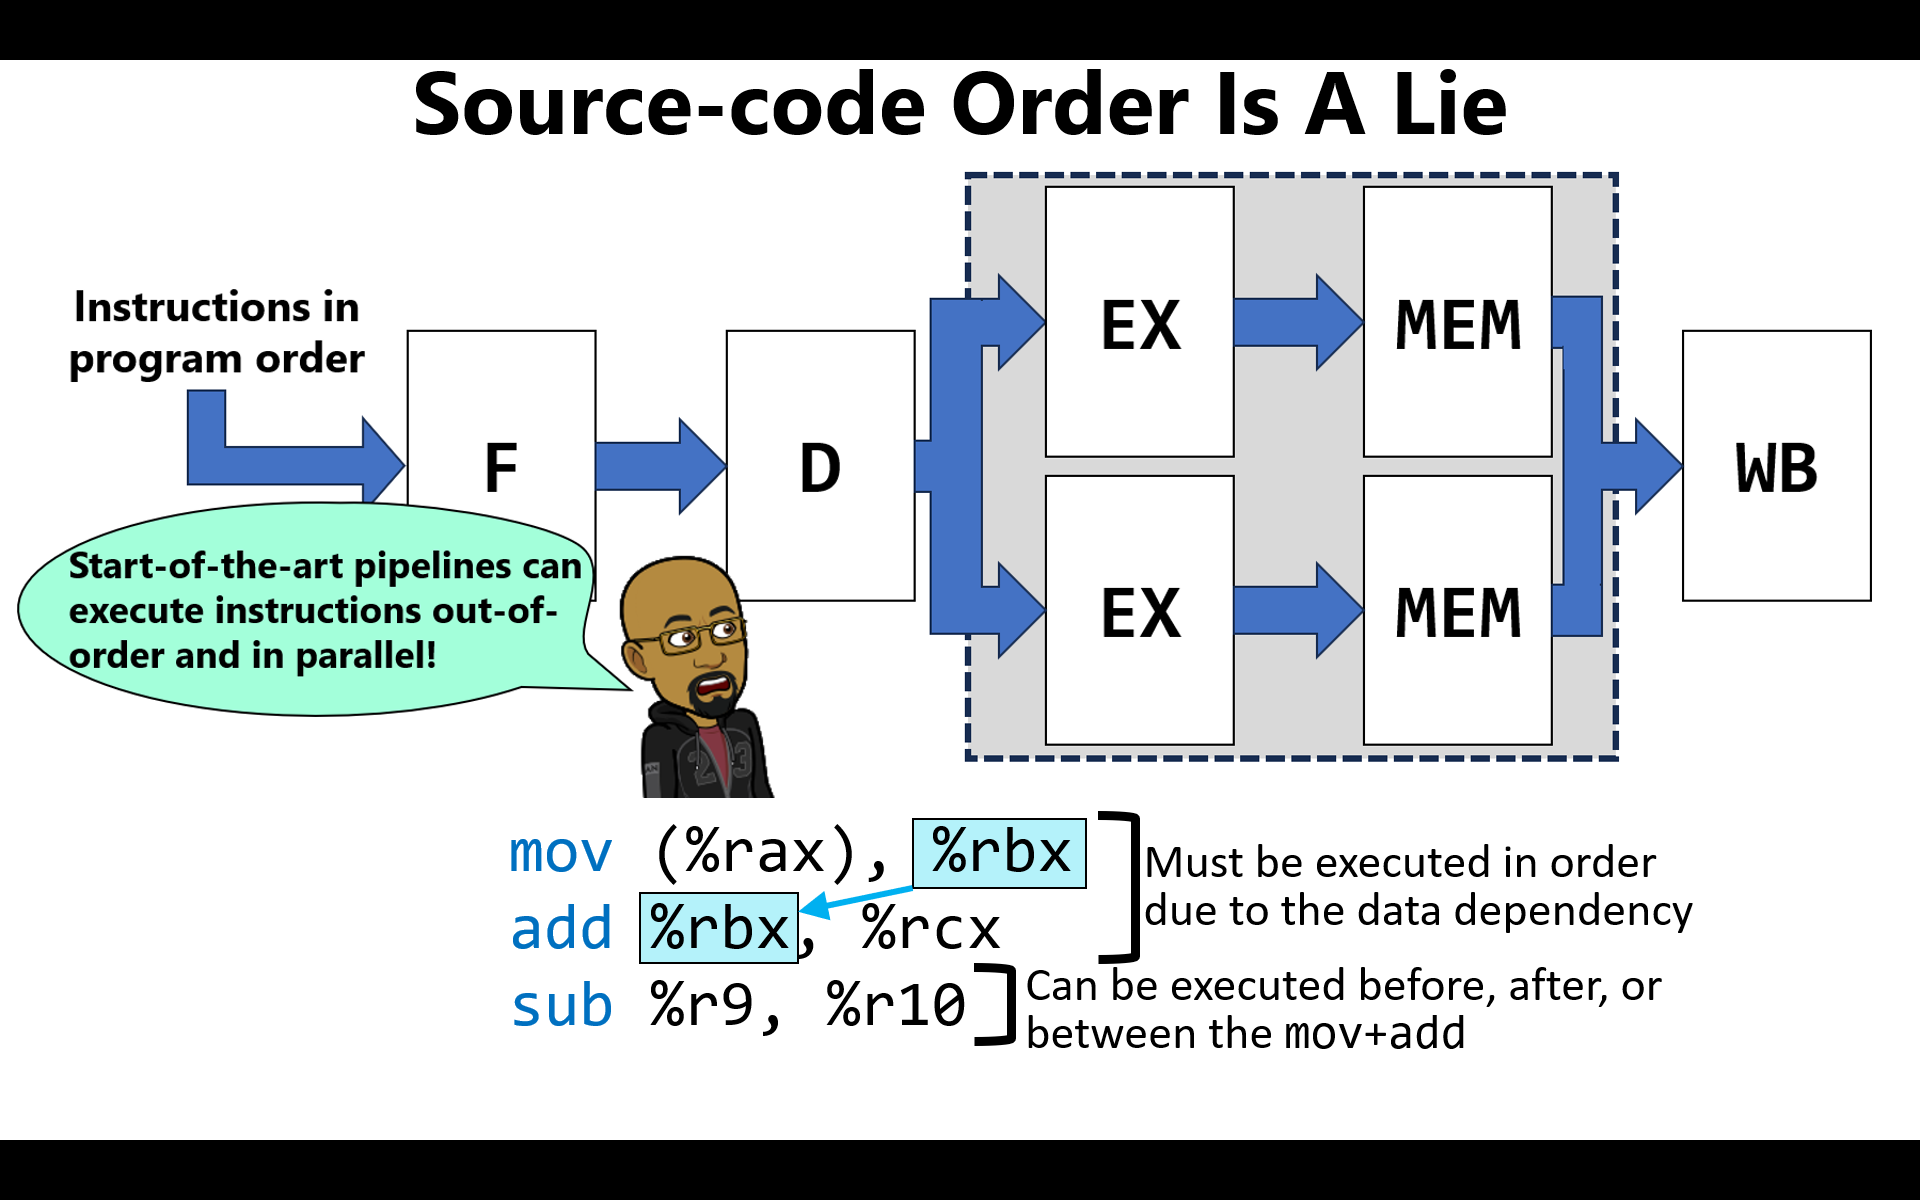 Source-code Order Is A Lie
Instructions in
program order
F
D
EX
MEM
EX
MEM
WB
Start-of-the-art pipelines can
execute instructions out-of-
order and in parallel!
23
AN
mov (%rax), %rbx
add %rbx, %rcx
sub %r9, %r10
Must be executed in order
due to the data dependency
Can be executed before, after, or
between the mov+add